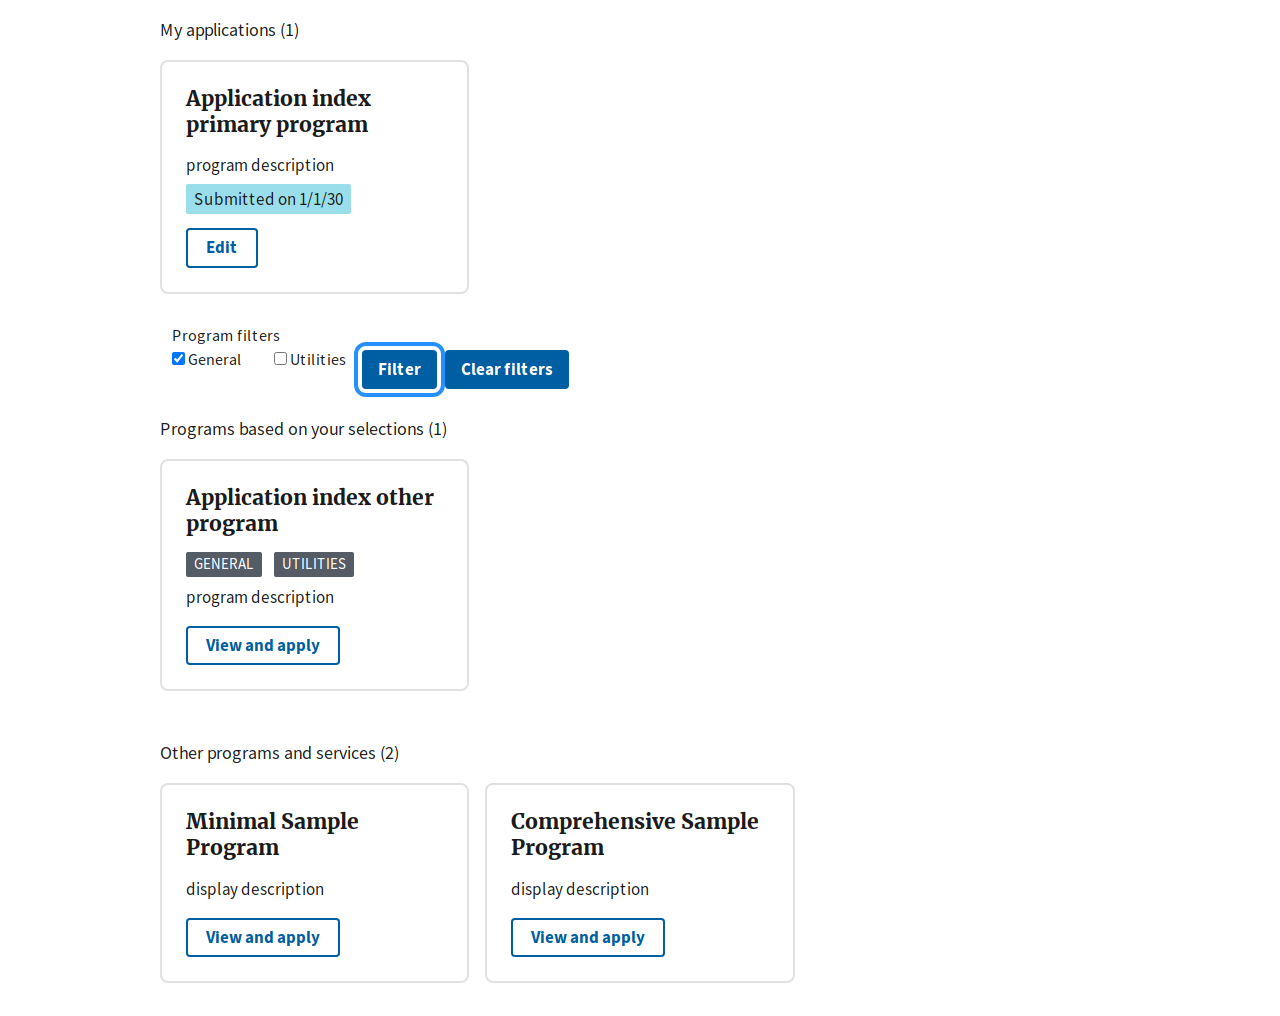 My applications (1)
Application index
primary program
program description
Submitted on 1/1/30
Edit
Program filters
General Utilities Filter Clear filters
Programs based on your selections (1)
Application index other
program
GENERAL UTILITIES
program description
View and apply
Other programs and services (2)
Minimal Sample
Program
display description
View and apply
Comprehensive Sample
Program
display description
View and apply